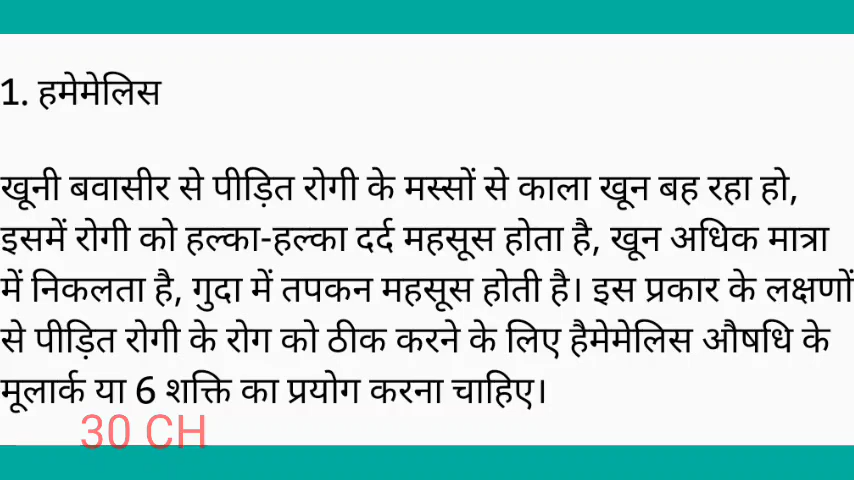 1. हमेमेलिस
खूनी बवासीर से पीड़ित रोगी के मस्सों से काला खून बह रहा हो,
इसमें रोगी को हल्का-हल्का दर्द महसूस होता है, खून अधिक मात्रा
में निकलता है, गुदा में तपकन महसूस होती है। इस प्रकार के लक्षणों
से पीड़ित रोगी के रोग को ठीक करने के लिए हैमेमेलिस औषधि के
मूलार्क या 6 शक्ति का प्रयोग करना चाहिए।
30 CH